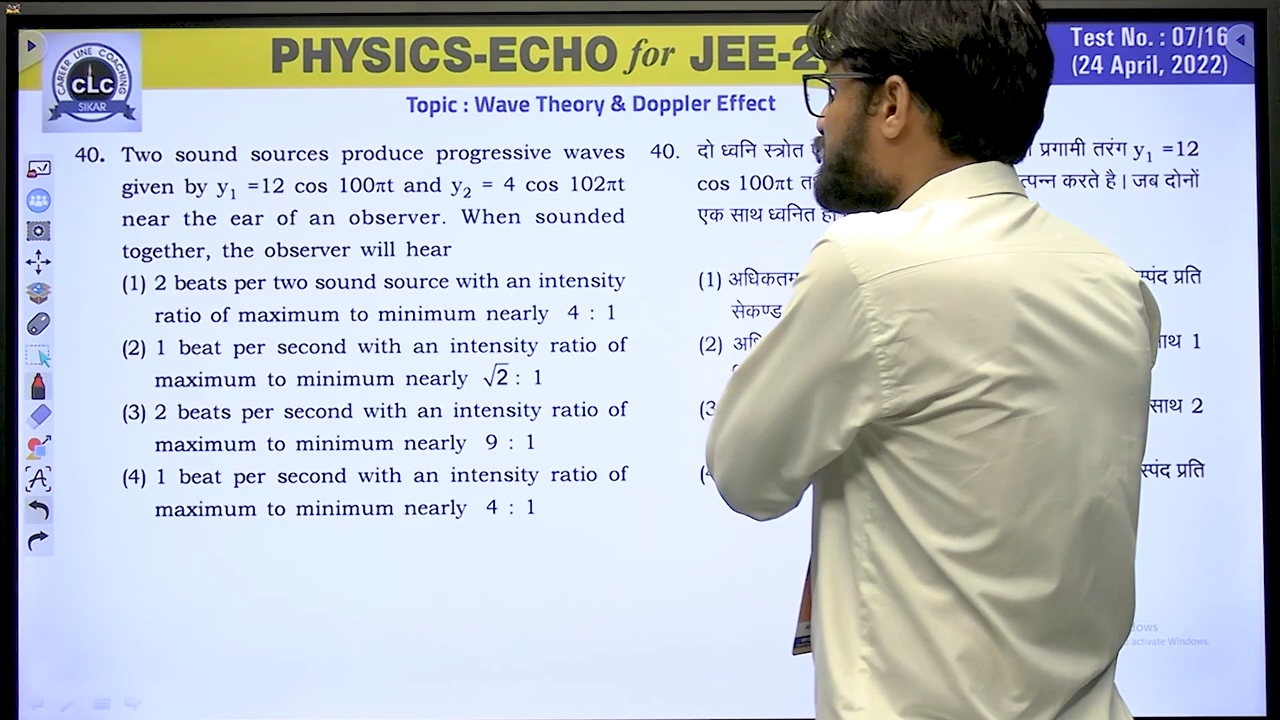 PHYSICS-ECHO for JEE-2
Test No. : 07/16
(24 April, 2022)
CAREER LINE COACHING
CLC
SIKAR
Topic : Wave Theory & Doppler Effect
40. Two sound sources produce progressive waves
given by y₁ =12 cos 100πt and y₂ = 4 cos 102πt
near the ear of an observer. When sounded
together, the observer will hear
(1) 2 beats per two sound source with an intensity
ratio of maximum to minimum nearly 4 : 1
(2) 1 beat per second with an intensity ratio of
maximum to minimum nearly √2 : 1
(3) 2 beats per second with an intensity ratio of
maximum to minimum nearly 9 : 1
(4) 1 beat per second with an intensity ratio of
maximum to minimum nearly 4 : 1
40. दो ध्वनि स्त्रोत प्रगामी तरंग y₁ =12
cos 100πt करते है। जब दोनों
एक साथ ध्वनित
(1) अधिकतम प्रति
सेकण्ड
(2) 1
(3 साथ 2
(4 प्रति
activate Windows.